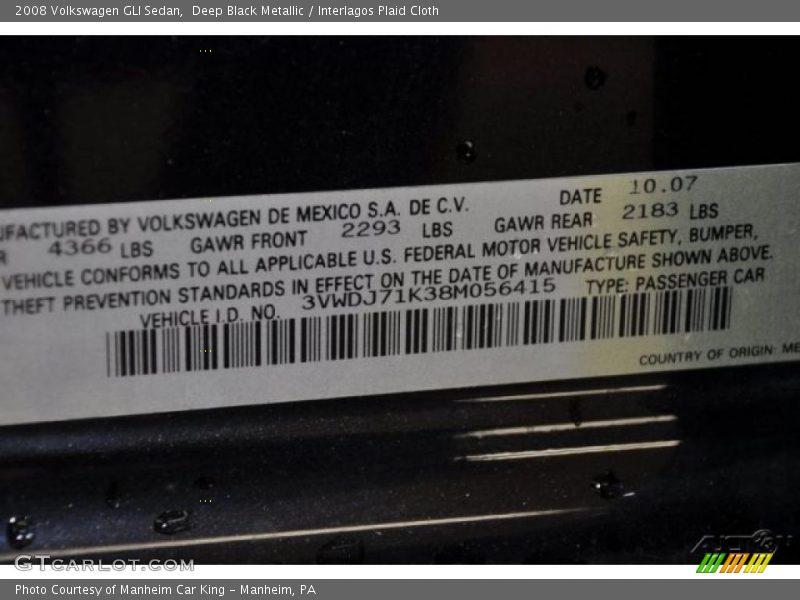 2008 Volkswagen GLI Sedan,  Deep Black Metallic / Interlagos Plaid Cloth
UFACTURED BY VOLKSWAGEN DE MEXICO S.A. DE C.V. DATE 10.07
R 4366 LBS GAWR FRONT 2293 LBS GAWR REAR 2183 LBS
VEHICLE CONFORMS TO ALL APPLICABLE U.S. FEDERAL MOTOR VEHICLE SAFETY, BUMPER,
THEFT PREVENTION STANDARDS IN EFFECT ON THE DATE OF MANUFACTURE SHOWN ABOVE.
VEHICLE I.D. NO. 3VWDJ71K38M056415 TYPE: PASSENGER CAR
COUNTRY OF ORIGIN: ME
GTCARLOT.COM
Photo Courtesy of Manheim Car King - Manheim, PA